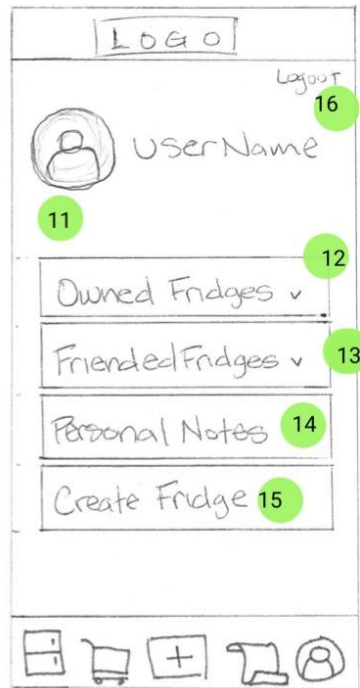 LOGO
Logout
16
UserName
11
12
Owned Fridges
Friended Fridges
13
Personal Notes 14
Create Fridge 15